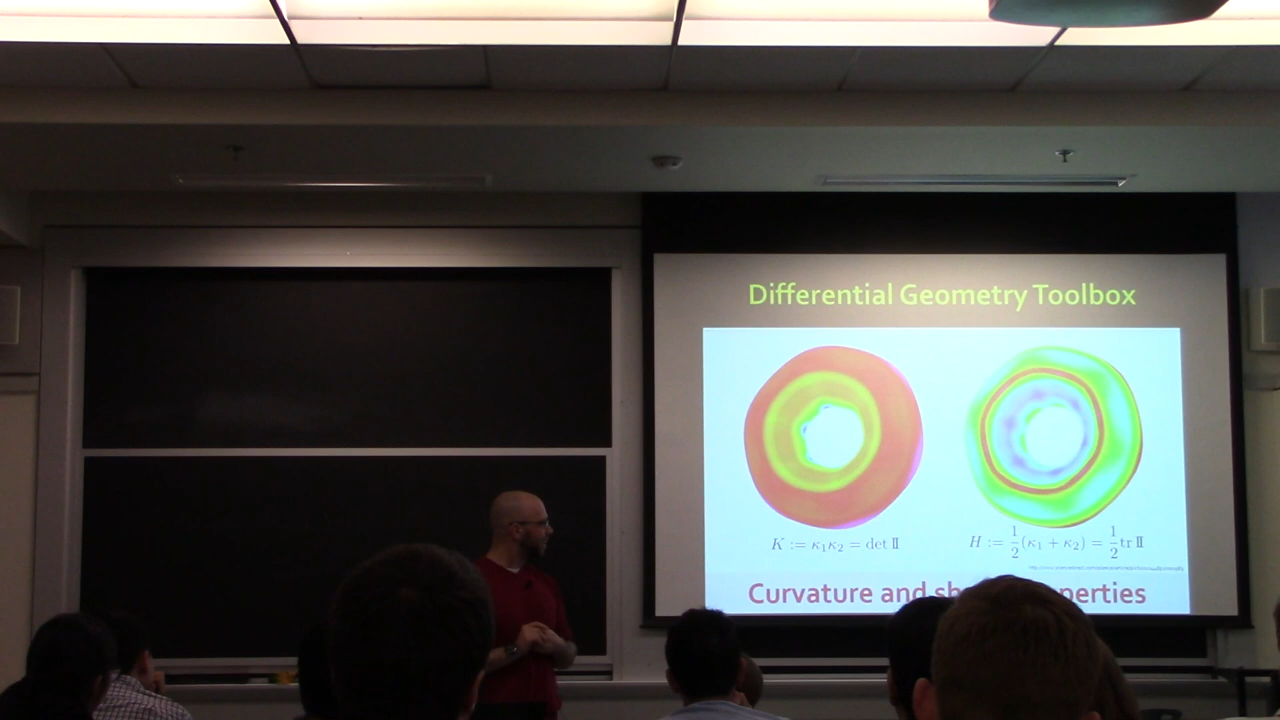 Differential Geometry Toolbox
K := κ₁κ₂ = det II
H := 1/2(κ₁ + κ₂) = 1/2 tr II
Curvature and sh perties